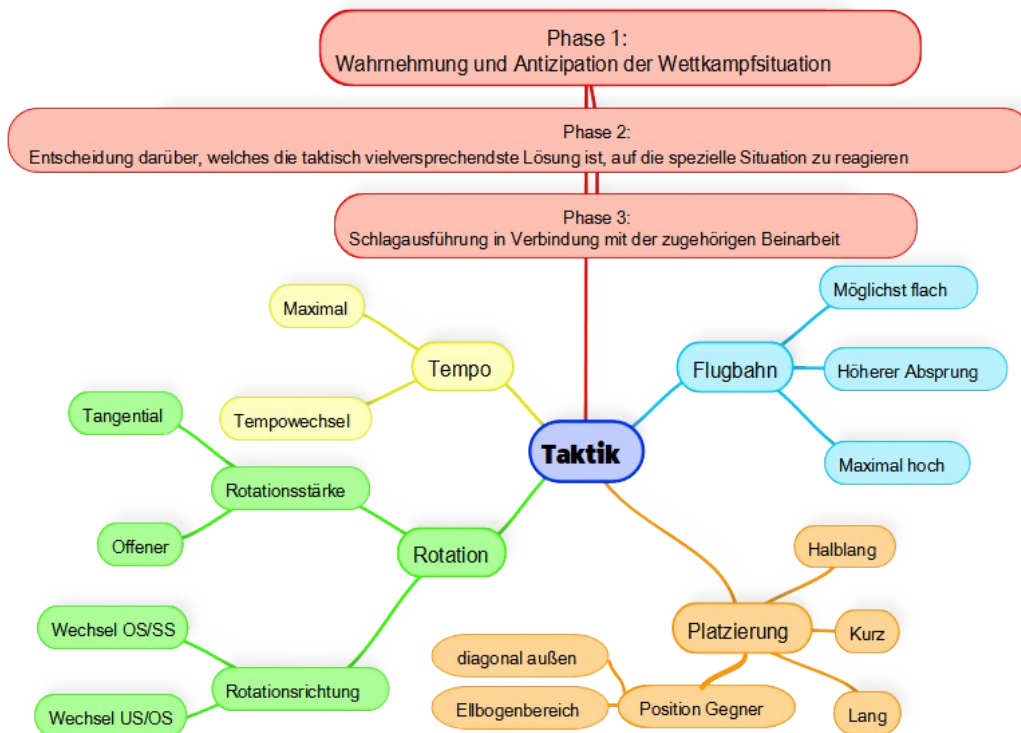 Phase 1:
Wahrnehmung und Antizipation der Wettkampfsituation
Phase 2:
Entscheidung darüber, welches die taktisch vielversprechendste Lösung ist, auf die spezielle Situation zu reagieren
Phase 3:
Schlagausführung in Verbindung mit der zugehörigen Beinarbeit
Maximal
Tempo
Tempowechsel
Möglichst flach
Flugbahn
Höherer Absprung
Maximal hoch
Taktik
Tangential
Rotationsstärke
Offener
Rotation
Wechsel OS/SS
Rotationsrichtung
Wechsel US/OS
Halblang
Platzierung
Kurz
Lang
diagonal außen
Ellbogenbereich
Position Gegner